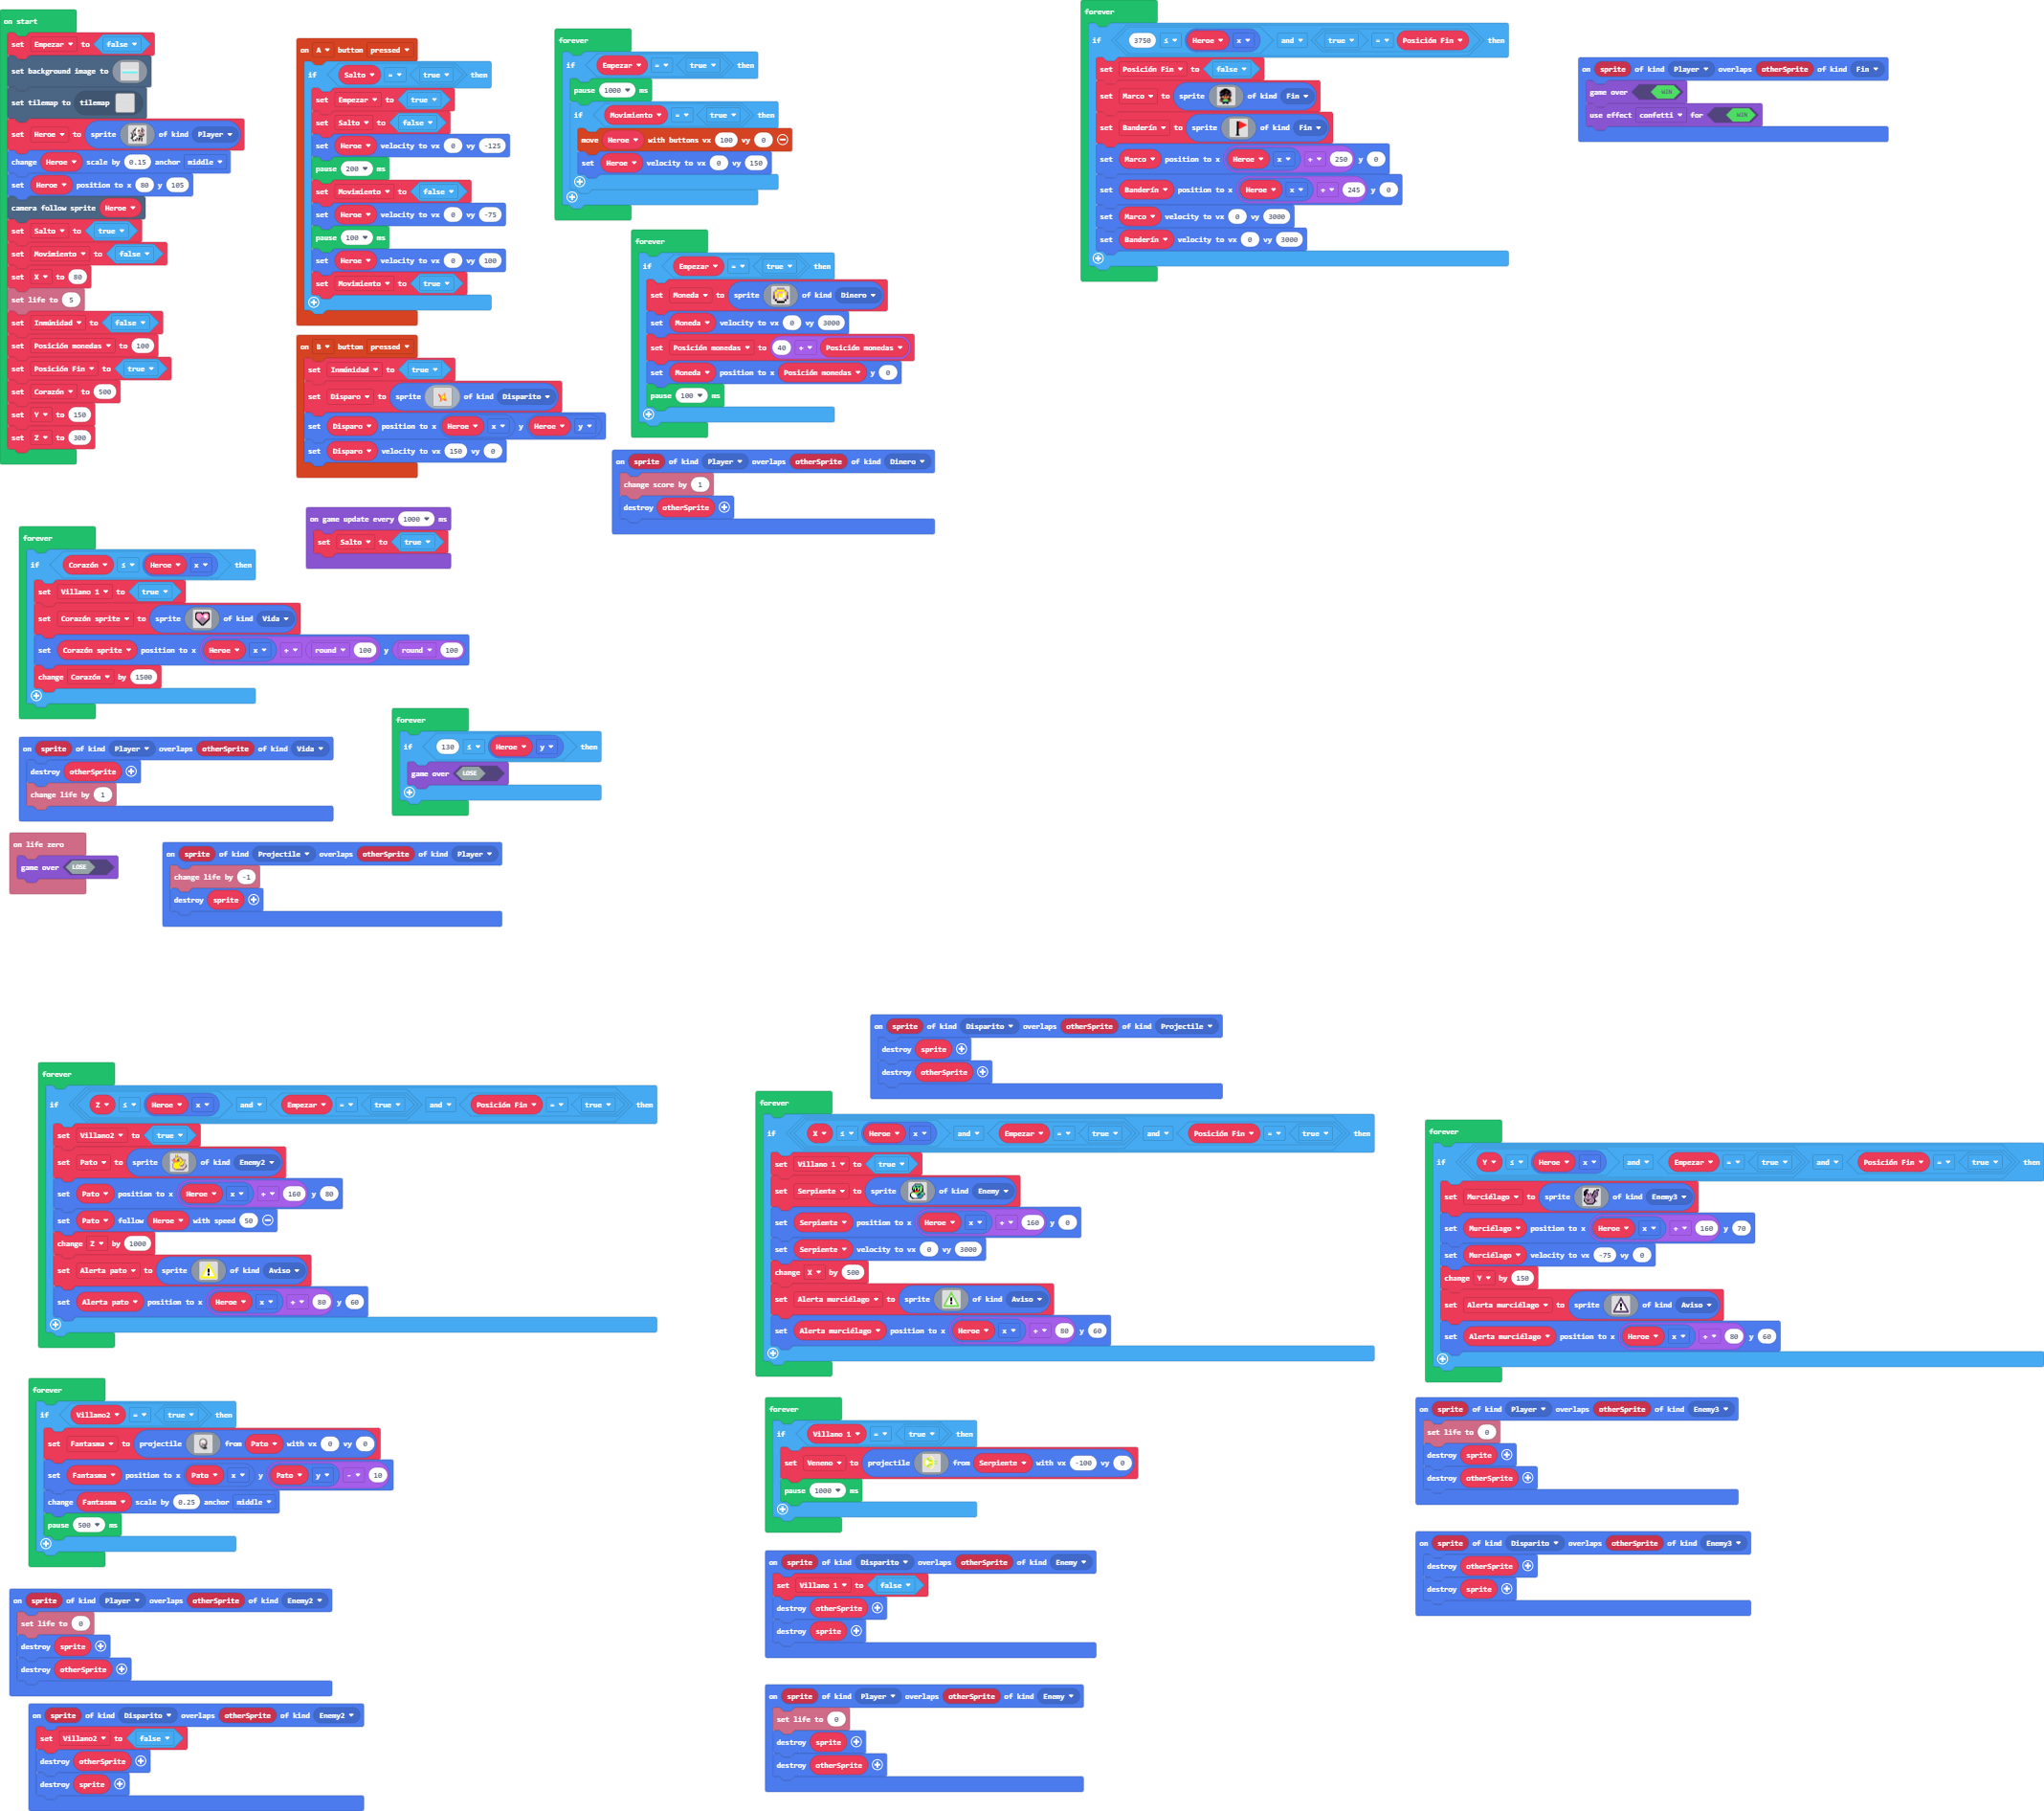 on start
set Empezar to false
set background image to
set tilemap to tilemap
set Heroe to sprite of kind Player
change Heroe scale by 0.15 anchor middle
set Heroe position to x 80 y 105
camera follow sprite Heroe
set Salto to true
set Movimiento to false
set X to 80
set life to 5
set Inmúnidad to false
set Posición monedas to 100
set Posición Fin to true
set Corazón to 500
set Y to 150
set Z to 300
on A button pressed
if Salto = true then
set Empezar to true
set Salto to false
set Heroe velocity to vx 0 vy -125
pause 200 ms
set Movimiento to false
set Heroe velocity to vx 0 vy -75
pause 100 ms
set Heroe velocity to vx 0 vy 100
set Movimiento to true
on B button pressed
set Inmúnidad to true
set Disparo to sprite of kind Disparito
set Disparo position to x Heroe x y Heroe y
set Disparo velocity to vx 150 vy 0
on game update every 1000 ms
set Salto to true
forever
if Empezar = true then
pause 1000 ms
if Movimiento = true then
move Heroe with buttons vx 100 vy 0
set Heroe velocity to vx 0 vy 150
forever
if Empezar = true then
set Moneda to sprite of kind Dinero
set Moneda velocity to vx 0 vy 3000
set Posición monedas to 40 + Posición monedas
set Moneda position to x Posición monedas y 0
pause 100 ms
on sprite of kind Player overlaps otherSprite of kind Dinero
change score by 1
destroy otherSprite
forever
if 3750 ≤ Heroe x and true = Posición Fin then
set Posición Fin to false
set Marco to sprite of kind Fin
set Banderín to sprite of kind Fin
set Marco position to x Heroe x + 250 y 0
set Banderín position to x Heroe x + 245 y 0
set Marco velocity to vx 0 vy 3000
set Banderín velocity to vx 0 vy 3000
on sprite of kind Player overlaps otherSprite of kind Fin
game over WIN
use effect confetti for WIN
forever
if Corazón ≤ Heroe x then
set Villano 1 to true
set Corazón sprite to sprite of kind Vida
set Corazón sprite position to x Heroe x + round 100 y round 100
change Corazón by 1500
on sprite of kind Player overlaps otherSprite of kind Vida
destroy otherSprite
change life by 1
forever
if 130 ≤ Heroe y then
game over LOSE
on life zero
game over LOSE
on sprite of kind Projectile overlaps otherSprite of kind Player
change life by -1
destroy sprite
on sprite of kind Disparito overlaps otherSprite of kind Projectile
destroy sprite
destroy otherSprite
forever
if Z ≤ Heroe x and Empezar = true and Posición Fin = true then
set Villano2 to true
set Pato to sprite of kind Enemy2
set Pato position to x Heroe x + 160 y 80
set Pato follow Heroe with speed 50
change Z by 1000
set Alerta pato to sprite of kind Aviso
set Alerta pato position to x Heroe x + 80 y 60
forever
if Villano2 = true then
set Fantasma to projectile from Pato with vx 0 vy 0
set Fantasma position to x Pato x y Pato y - 10
change Fantasma scale by 0.25 anchor middle
pause 500 ms
on sprite of kind Player overlaps otherSprite of kind Enemy2
set life to 0
destroy sprite
destroy otherSprite
on sprite of kind Disparito overlaps otherSprite of kind Enemy2
set Villano2 to false
destroy otherSprite
destroy sprite
forever
if X ≤ Heroe x and Empezar = true and Posición Fin = true then
set Villano 1 to true
set Serpiente to sprite of kind Enemy
set Serpiente position to x Heroe x + 160 y 0
set Serpiente velocity to vx 0 vy 3000
change X by 500
set Alerta murciélago to sprite of kind Aviso
set Alerta murciélago position to x Heroe x + 80 y 60
forever
if Villano 1 = true then
set Veneno to projectile from Serpiente with vx -100 vy 0
pause 1000 ms
on sprite of kind Disparito overlaps otherSprite of kind Enemy
set Villano 1 to false
destroy otherSprite
destroy sprite
on sprite of kind Player overlaps otherSprite of kind Enemy
set life to 0
destroy sprite
destroy otherSprite
forever
if Y ≤ Heroe x and Empezar = true and Posición Fin = true then
set Murciélago to sprite of kind Enemy3
set Murciélago position to x Heroe x + 160 y 70
set Murciélago velocity to vx -75 vy 0
change Y by 150
set Alerta murciélago to sprite of kind Aviso
set Alerta murciélago position to x Heroe x + 80 y 60
on sprite of kind Player overlaps otherSprite of kind Enemy3
set life to 0
destroy sprite
destroy otherSprite
on sprite of kind Disparito overlaps otherSprite of kind Enemy3
destroy otherSprite
destroy sprite